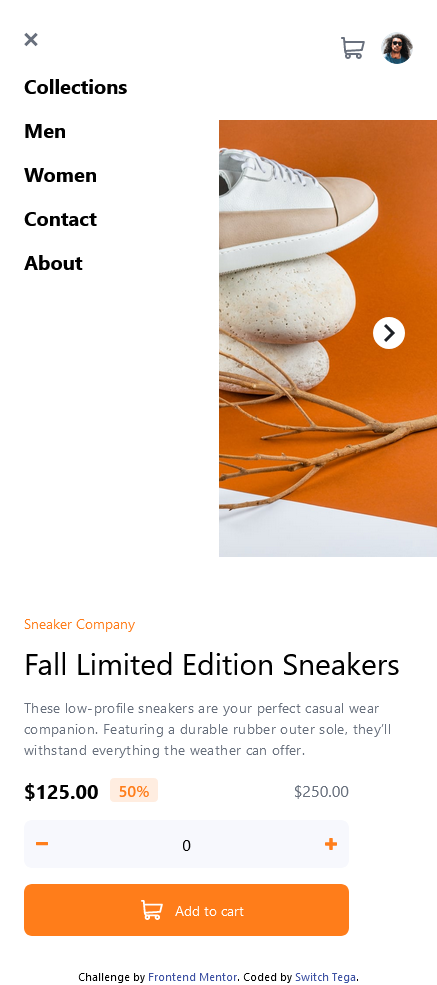 Collections
Men
Women
Contact
About
Sneaker Company
Fall Limited Edition Sneakers
These low-profile sneakers are your perfect casual wear
companion. Featuring a durable rubber outer sole, they’ll
withstand everything the weather can offer.
$125.00 50% $250.00
0
Add to cart
Challenge by Frontend Mentor. Coded by Switch Tega.